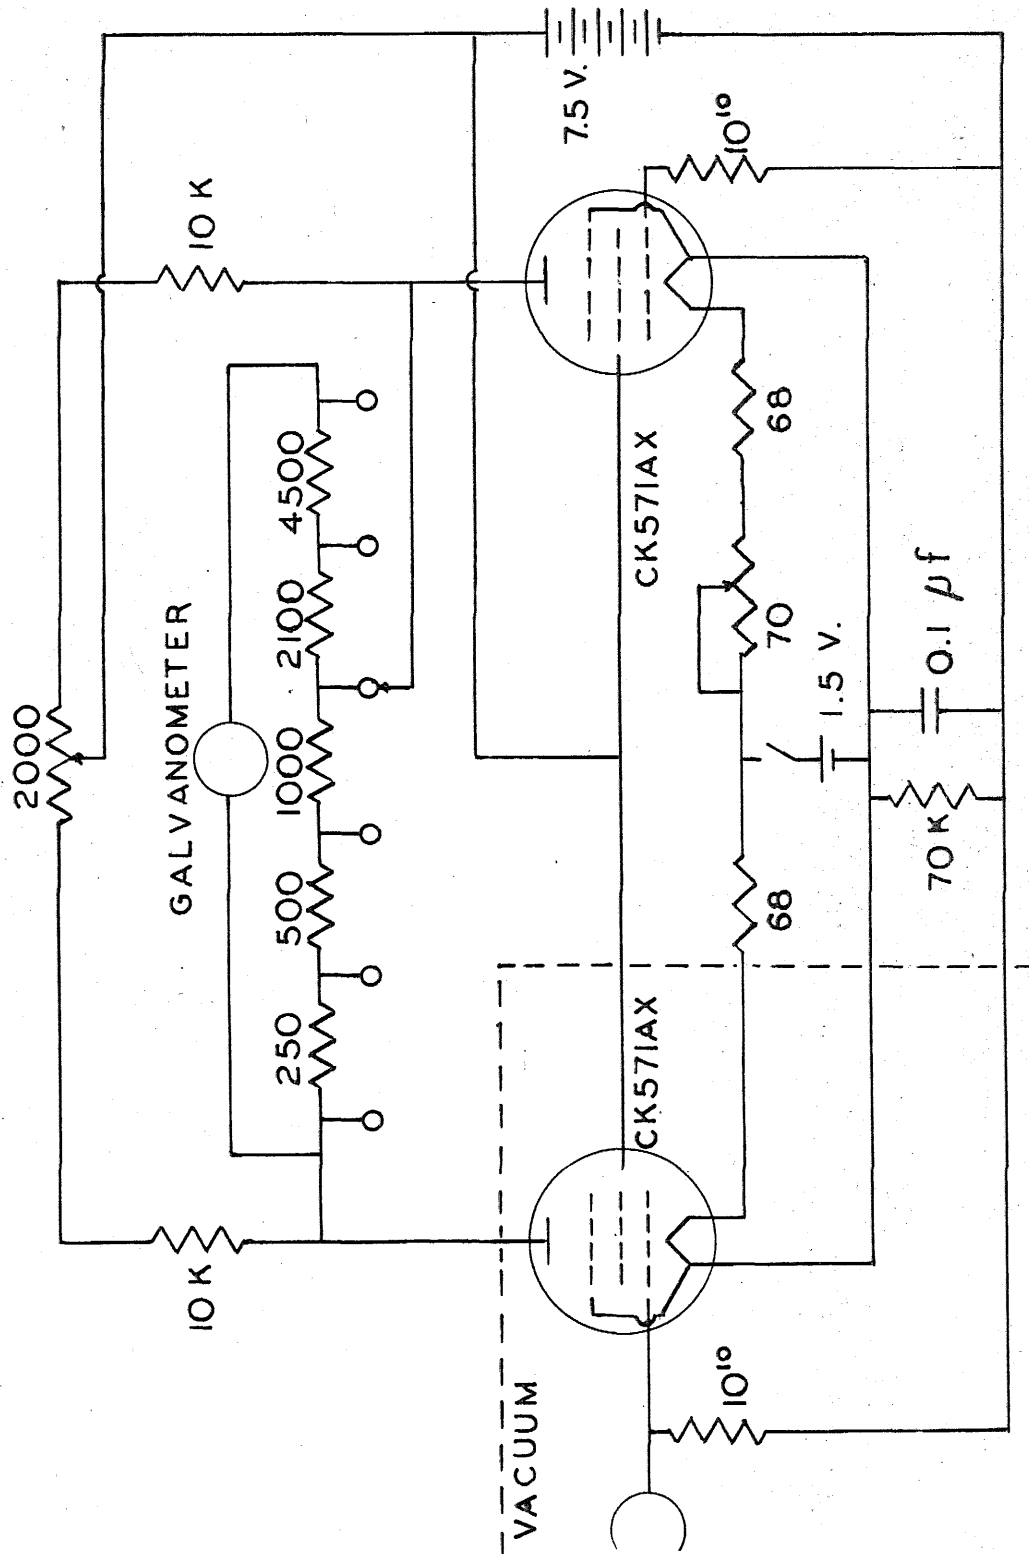 2000
10 K
10 K
GALVANOMETER
250
500
1000
2100
4500
7.5 V.
10¹⁰
CK571AX
CK571AX
68
70
68
1.5 V.
70 K
0.1 μf
VACUUM
10¹⁰